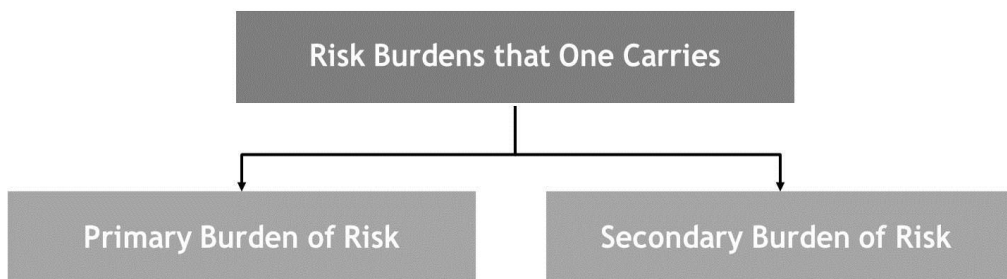 Risk Burdens that One Carries
Primary Burden of Risk
Secondary Burden of Risk